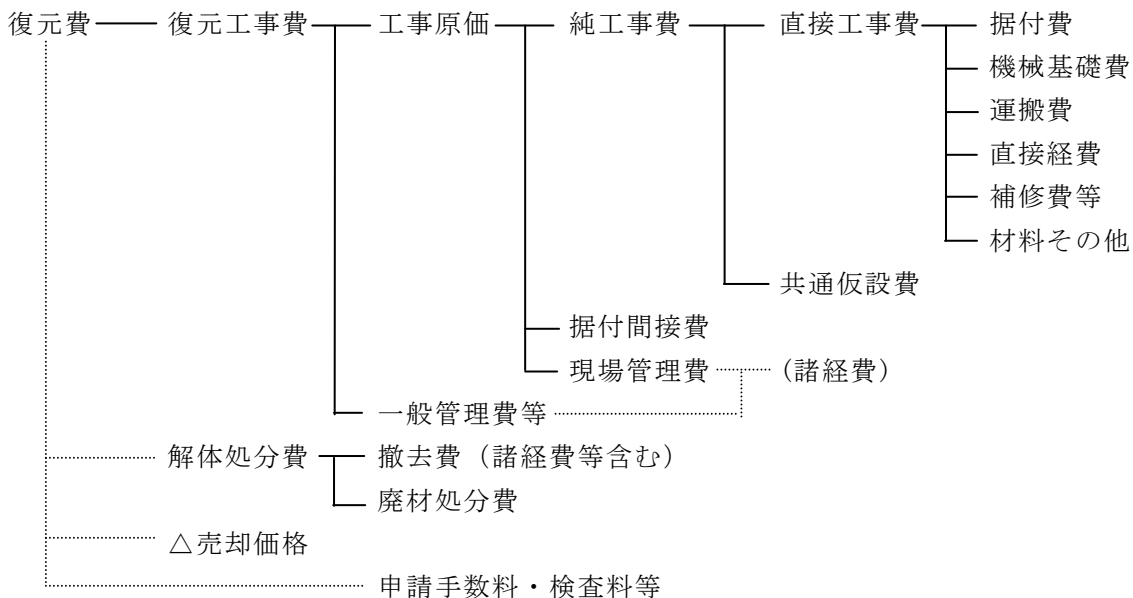 復元費 復元工事費 工事原価 純工事費 直接工事費 据付費
機械基礎費
運搬費
直接経費
補修費等
材料その他
共通仮設費
据付間接費
現場管理費 (諸経費)
一般管理費等
解体処分費 撤去費(諸経費等含む)
廃材処分費
△売却価格
申請手数料・検査料等